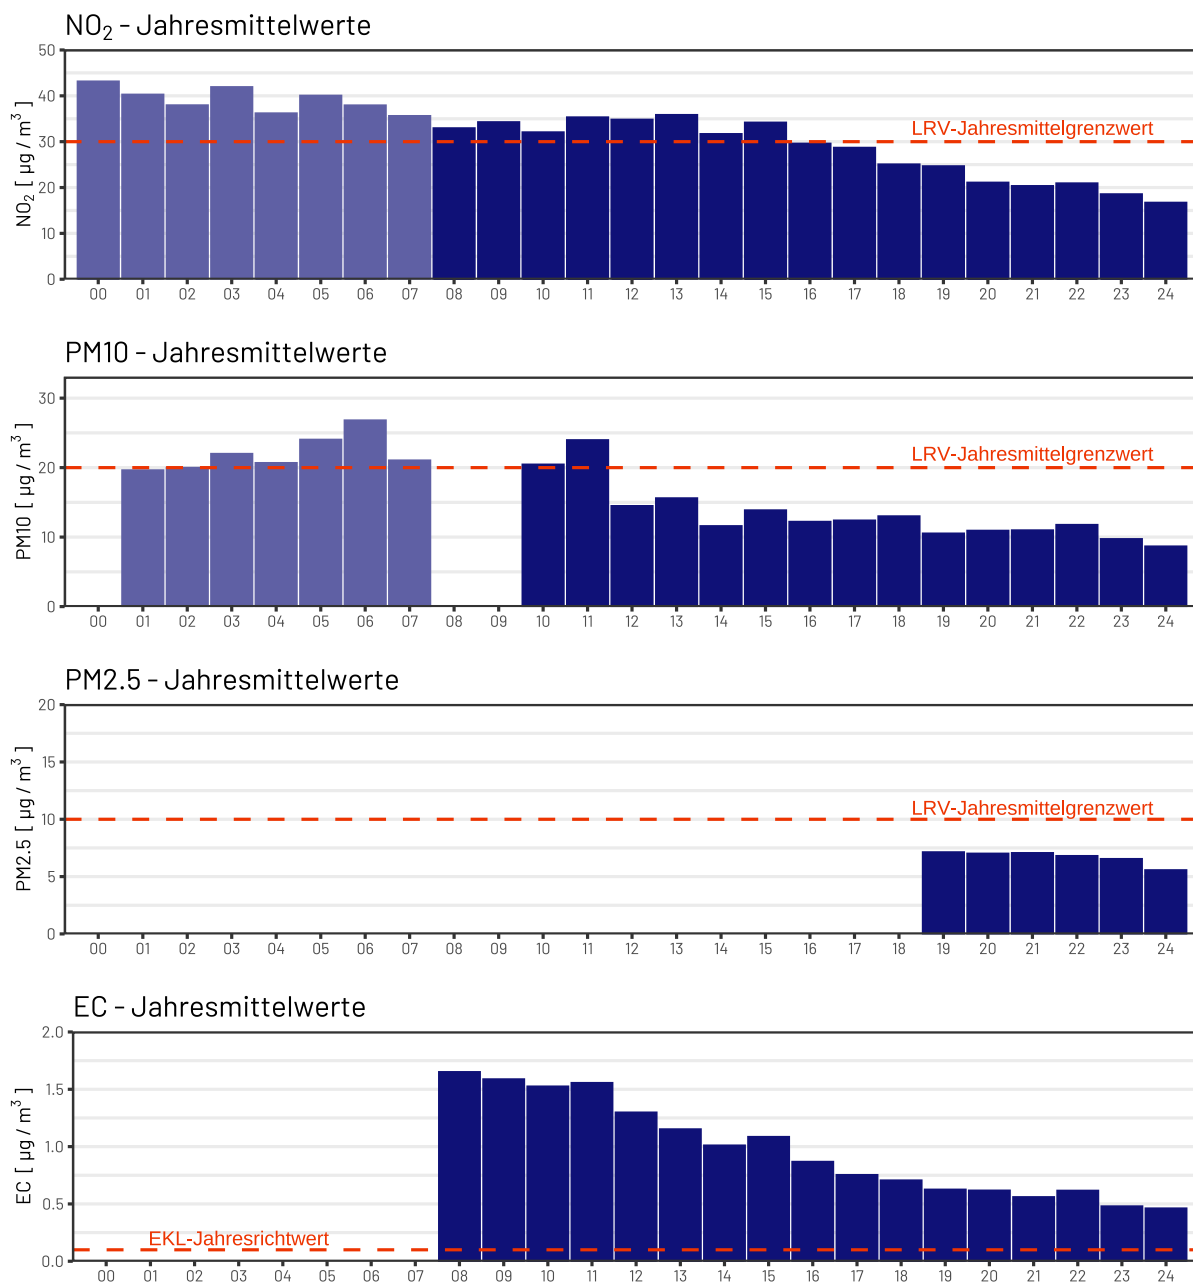 NO₂ - Jahresmittelwerte
50
40
30
20
10
0
NO₂ [ µg / m³ ]
LRV-Jahresmittelgrenzwert
00 01 02 03 04 05 06 07 08 09 10 11 12 13 14 15 16 17 18 19 20 21 22 23 24
PM10 - Jahresmittelwerte
30
20
10
0
PM10 [ µg / m³ ]
LRV-Jahresmittelgrenzwert
00 01 02 03 04 05 06 07 08 09 10 11 12 13 14 15 16 17 18 19 20 21 22 23 24
PM2.5 - Jahresmittelwerte
20
15
10
5
0
PM2.5 [ µg / m³ ]
LRV-Jahresmittelgrenzwert
00 01 02 03 04 05 06 07 08 09 10 11 12 13 14 15 16 17 18 19 20 21 22 23 24
EC - Jahresmittelwerte
2.0
1.5
1.0
0.5
0.0
EC [ µg / m³ ]
EKL-Jahresrichtwert
00 01 02 03 04 05 06 07 08 09 10 11 12 13 14 15 16 17 18 19 20 21 22 23 24